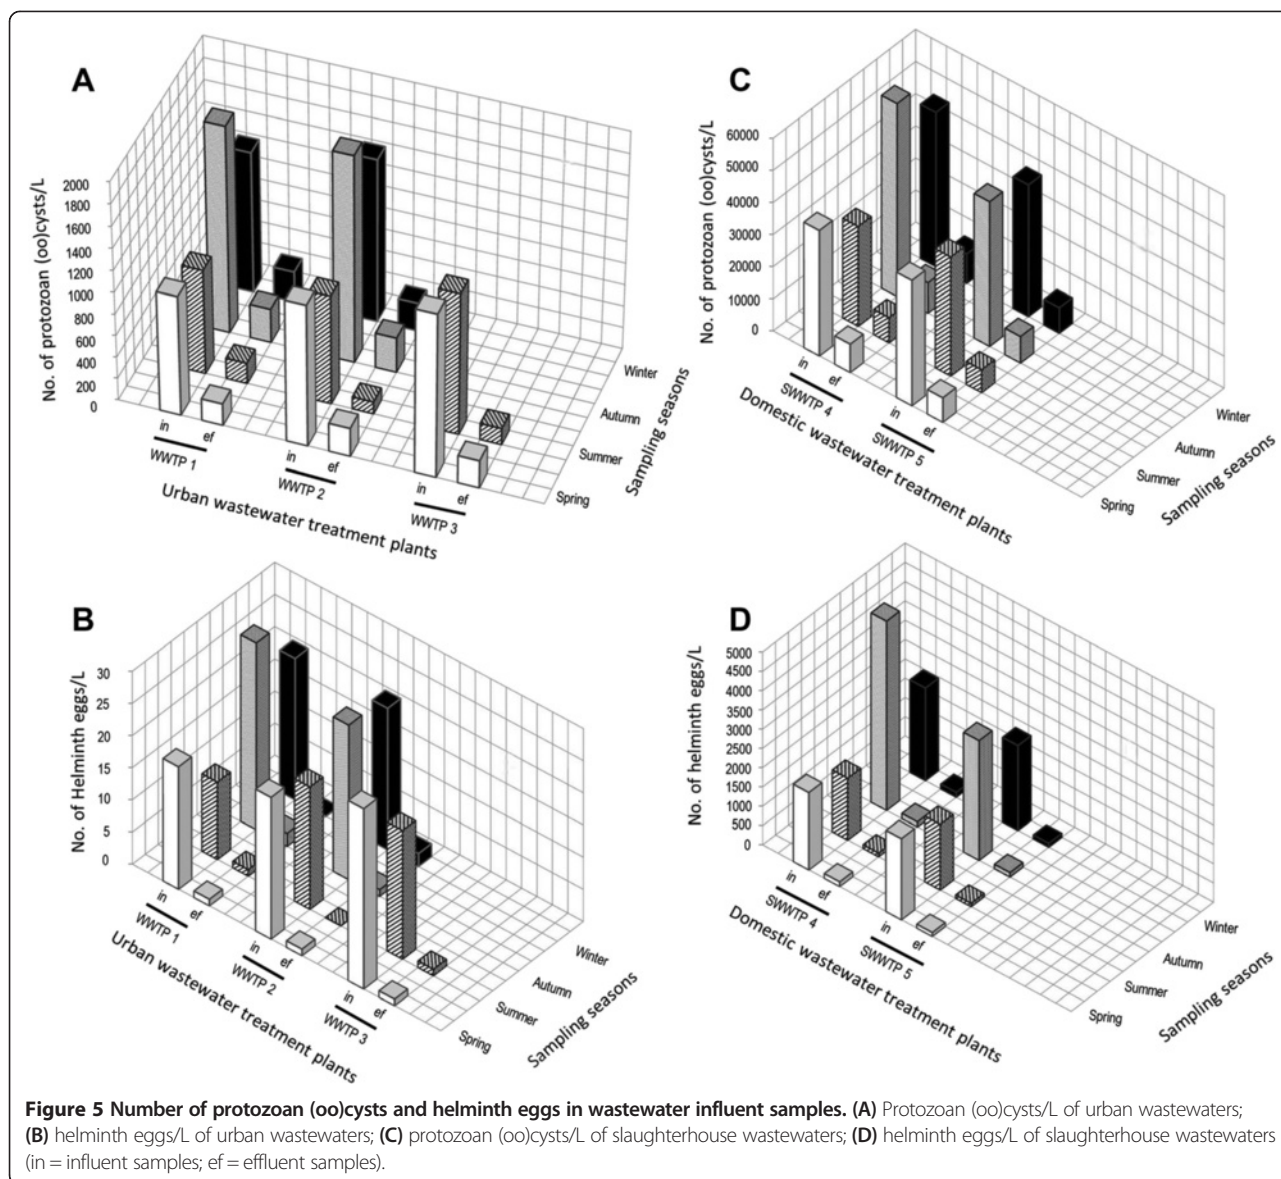 A
No. of protozoan (oo)cysts/L
2000
1800
1600
1400
1200
1000
800
600
400
200
0
in
ef
in
ef
in
ef
WWTP 1
WWTP 2
WWTP 3
Urban wastewater treatment plants
Spring
Summer
Autumn
Winter
Sampling seasons
C
No. of protozoan (oo)cysts/L
60000
50000
40000
30000
20000
10000
0
in
ef
in
ef
SWWTP 4
SWWTP 5
Domestic wastewater treatment plants
Spring
Summer
Autumn
Winter
Sampling seasons
B
No. of Helminth eggs/L
30
25
20
15
10
5
0
in
ef
in
ef
in
ef
WWTP 1
WWTP 2
WWTP 3
Urban wastewater treatment plants
Spring
Summer
Autumn
Winter
Sampling seasons
D
No. of helminth eggs/L
5000
4500
4000
3500
3000
2500
2000
1500
1000
500
0
in
ef
in
ef
SWWTP 4
SWWTP 5
Domestic wastewater treatment plants
Spring
Summer
Autumn
Winter
Sampling seasons
Figure 5 Number of protozoan (oo)cysts and helminth eggs in wastewater influent samples. (A) Protozoan (oo)cysts/L of urban wastewaters;
(B) helminth eggs/L of urban wastewaters; (C) protozoan (oo)cysts/L of slaughterhouse wastewaters; (D) helminth eggs/L of slaughterhouse wastewaters
(in = influent samples; ef = effluent samples).